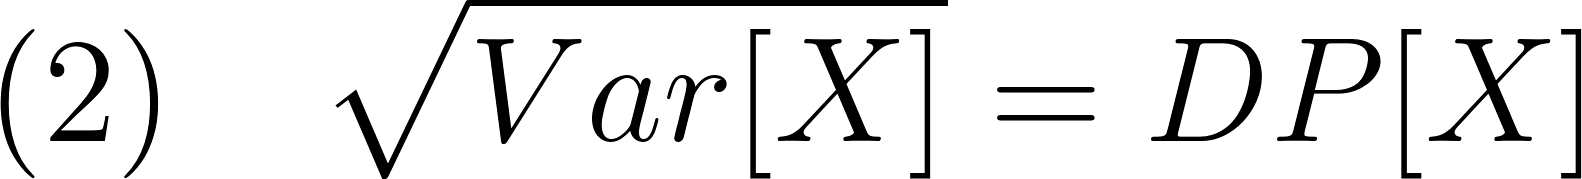 (2) √Var[X] = DP[X]